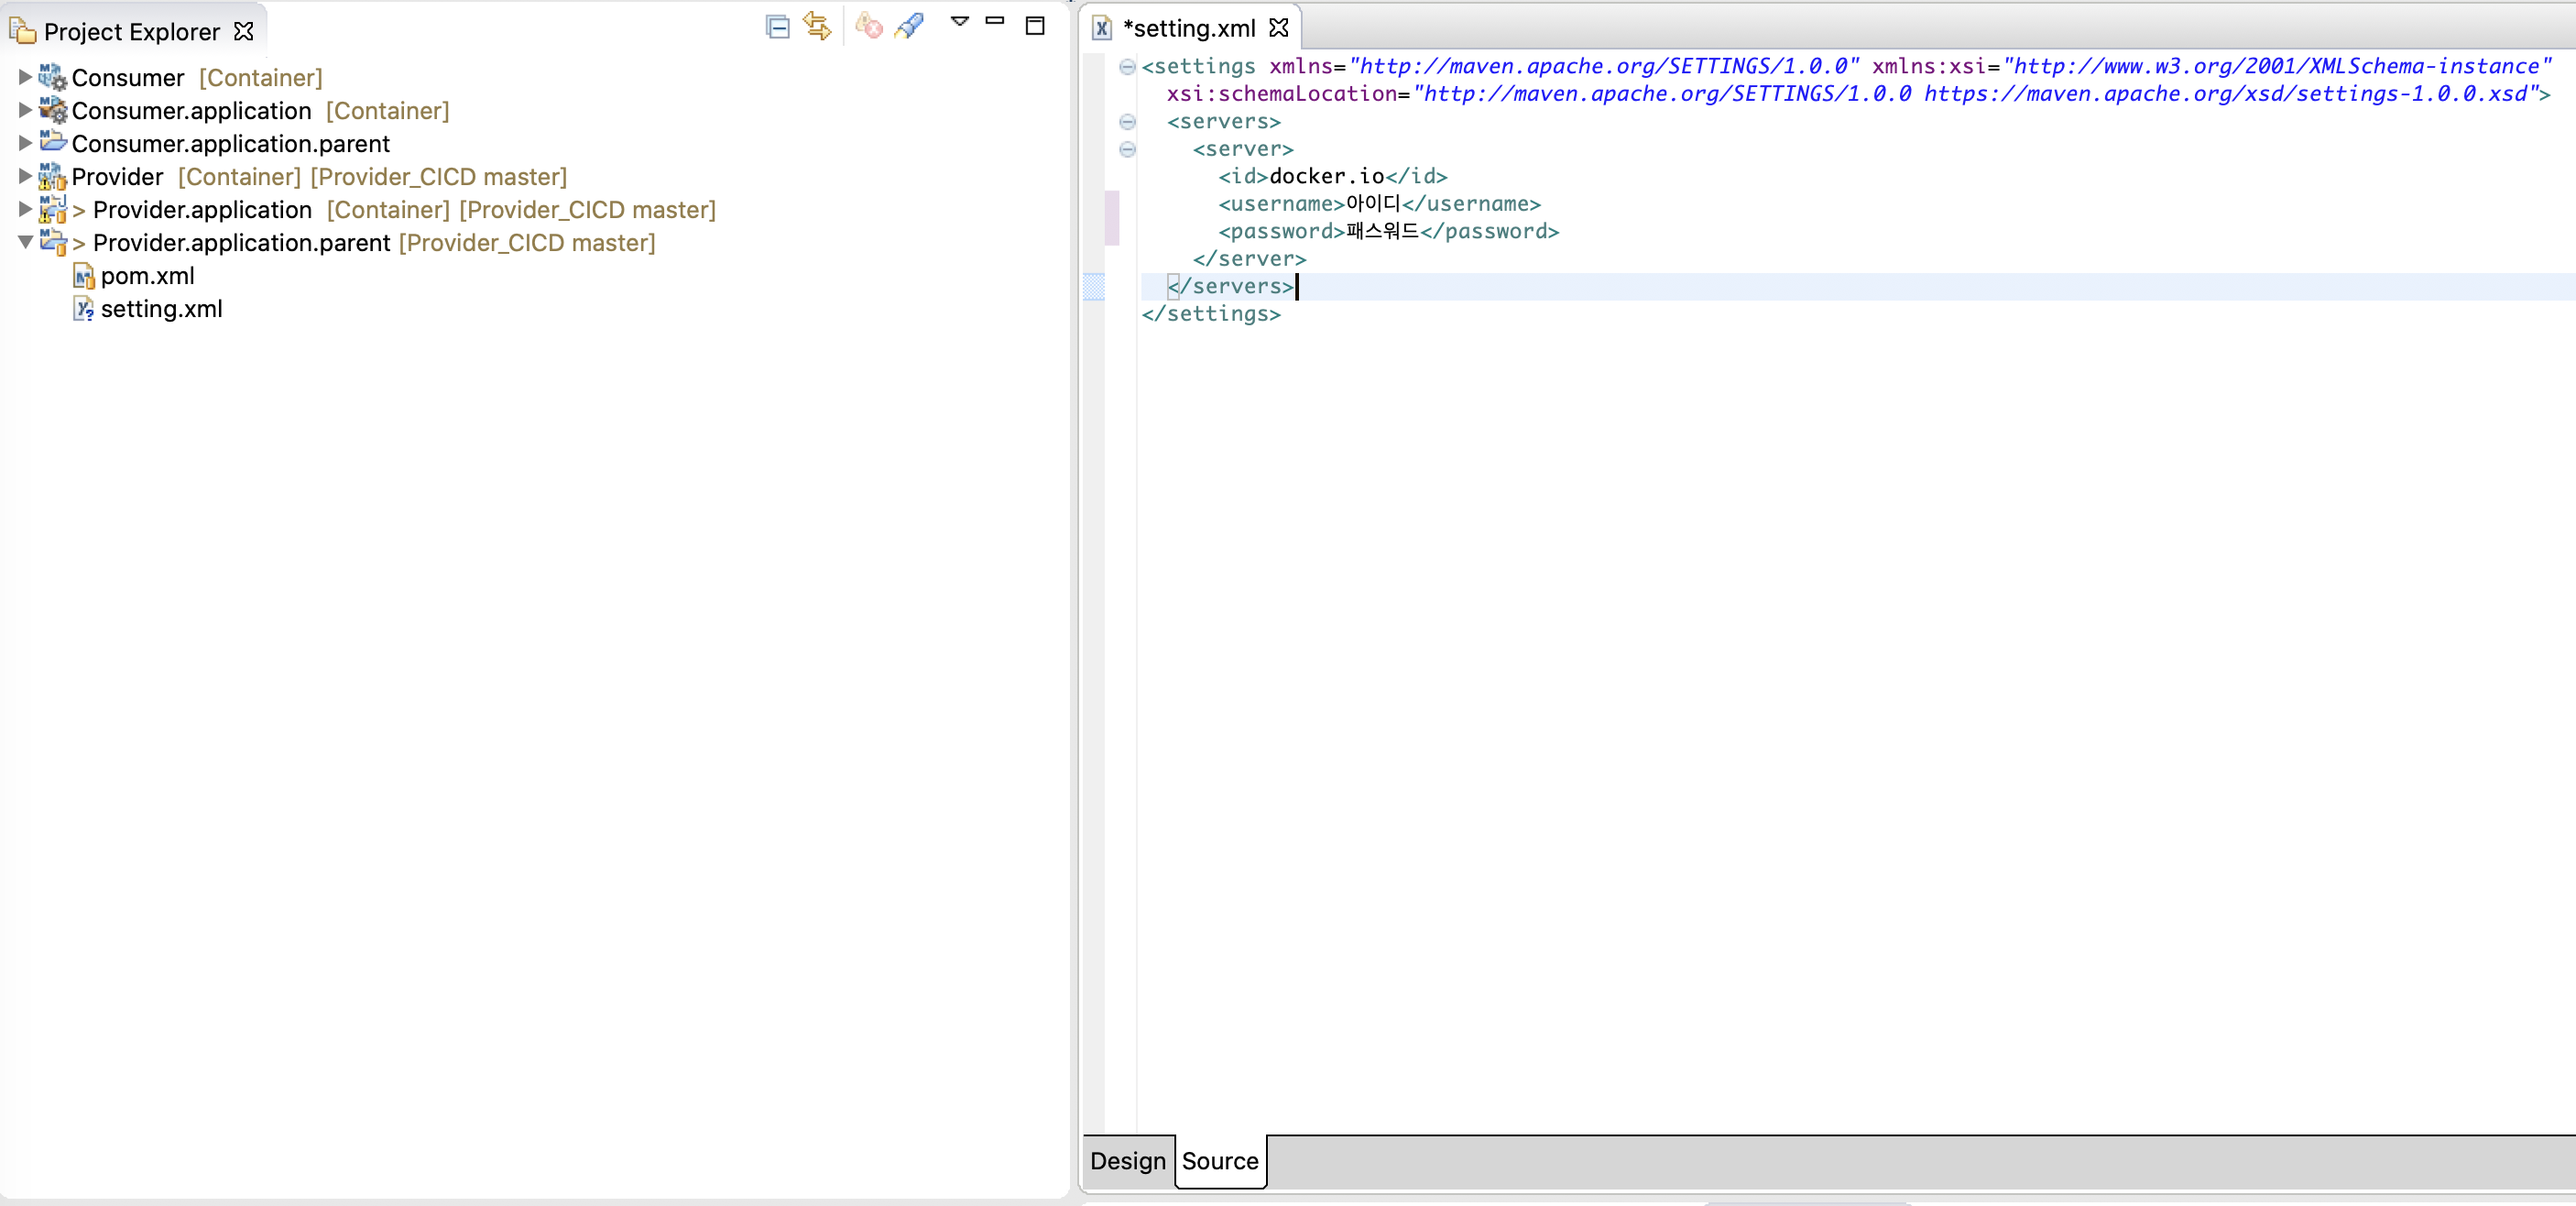 Project Explorer
Consumer [Container]
Consumer.application [Container]
Consumer.application.parent
Provider [Container] [Provider_CICD master]
> Provider.application [Container] [Provider_CICD master]
> Provider.application.parent [Provider_CICD master]
pom.xml
setting.xml
*setting.xml
<settings xmlns="http://maven.apache.org/SETTINGS/1.0.0" xmlns:xsi="http://www.w3.org/2001/XMLSchema-instance"
xsi:schemaLocation="http://maven.apache.org/SETTINGS/1.0.0 https://maven.apache.org/xsd/settings-1.0.0.xsd">
<servers>
<server>
<id>docker.io</id>
<username>아이디</username>
<password>패스워드</password>
</server>
</servers>
</settings>
Design
Source